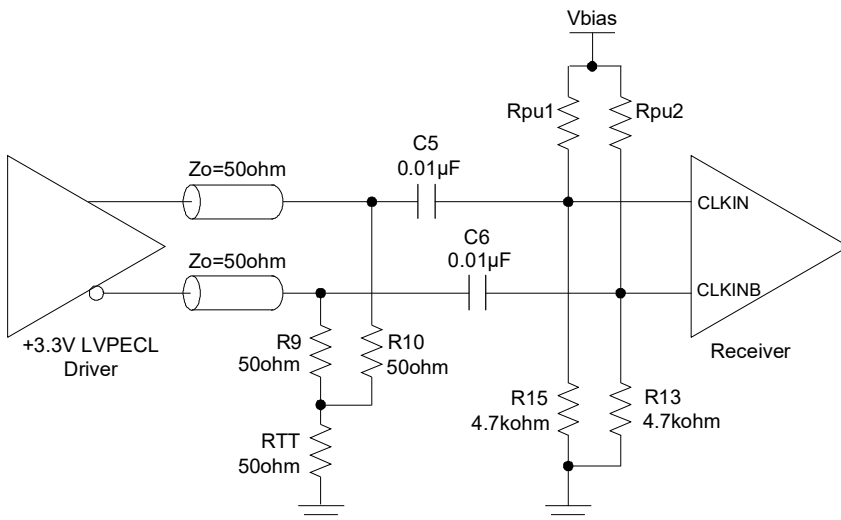 Vbias
Rpu1
Rpu2
C5
0.01µF
Zo=50ohm
CLKIN
C6
0.01µF
Zo=50ohm
CLKINB
+3.3V LVPECL
Driver
R9
50ohm
R10
50ohm
Receiver
R15
4.7kohm
R13
4.7kohm
RTT
50ohm